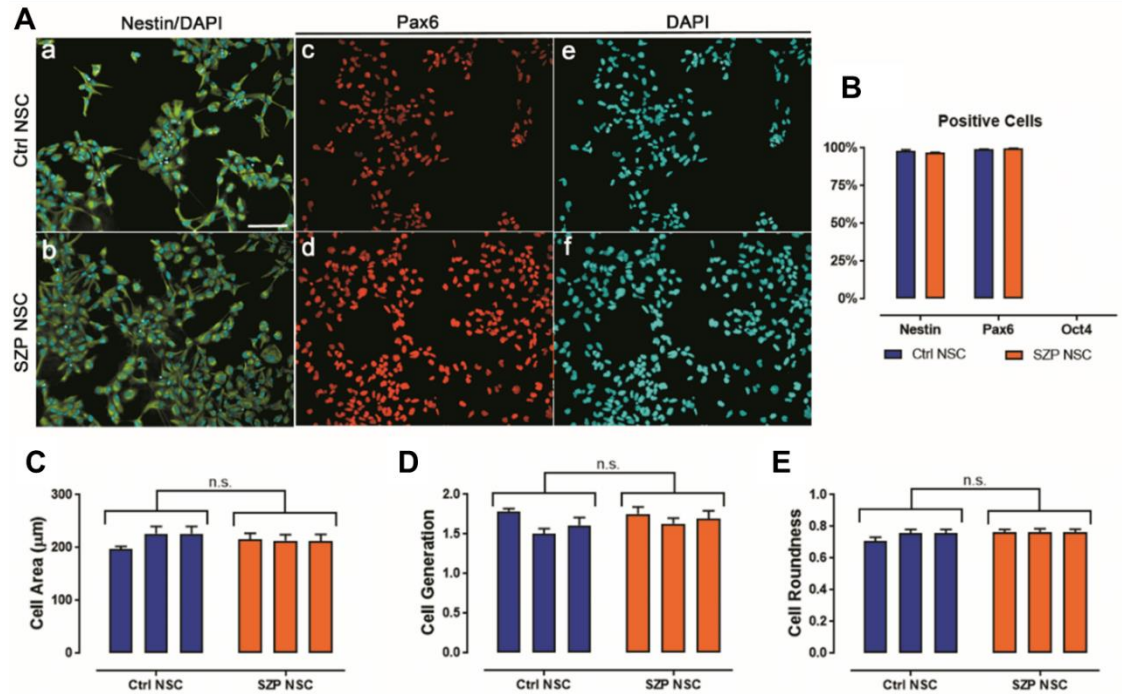 A
Nestin/DAPI
Pax6
DAPI
Ctrl NSC
SZP NSC
a
c
e
b
d
f
B
Positive Cells
100%
75%
50%
25%
0%
Nestin
Pax6
Oct4
Ctrl NSC
SZP NSC
C
n.s.
Cell Area (µm)
300
200
100
0
Ctrl NSC
SZP NSC
D
n.s.
Cell Generation
2.0
1.5
1.0
0.5
0.0
Ctrl NSC
SZP NSC
E
n.s.
Cell Roundness
1.0
0.8
0.6
0.4
0.2
0.0
Ctrl NSC
SZP NSC